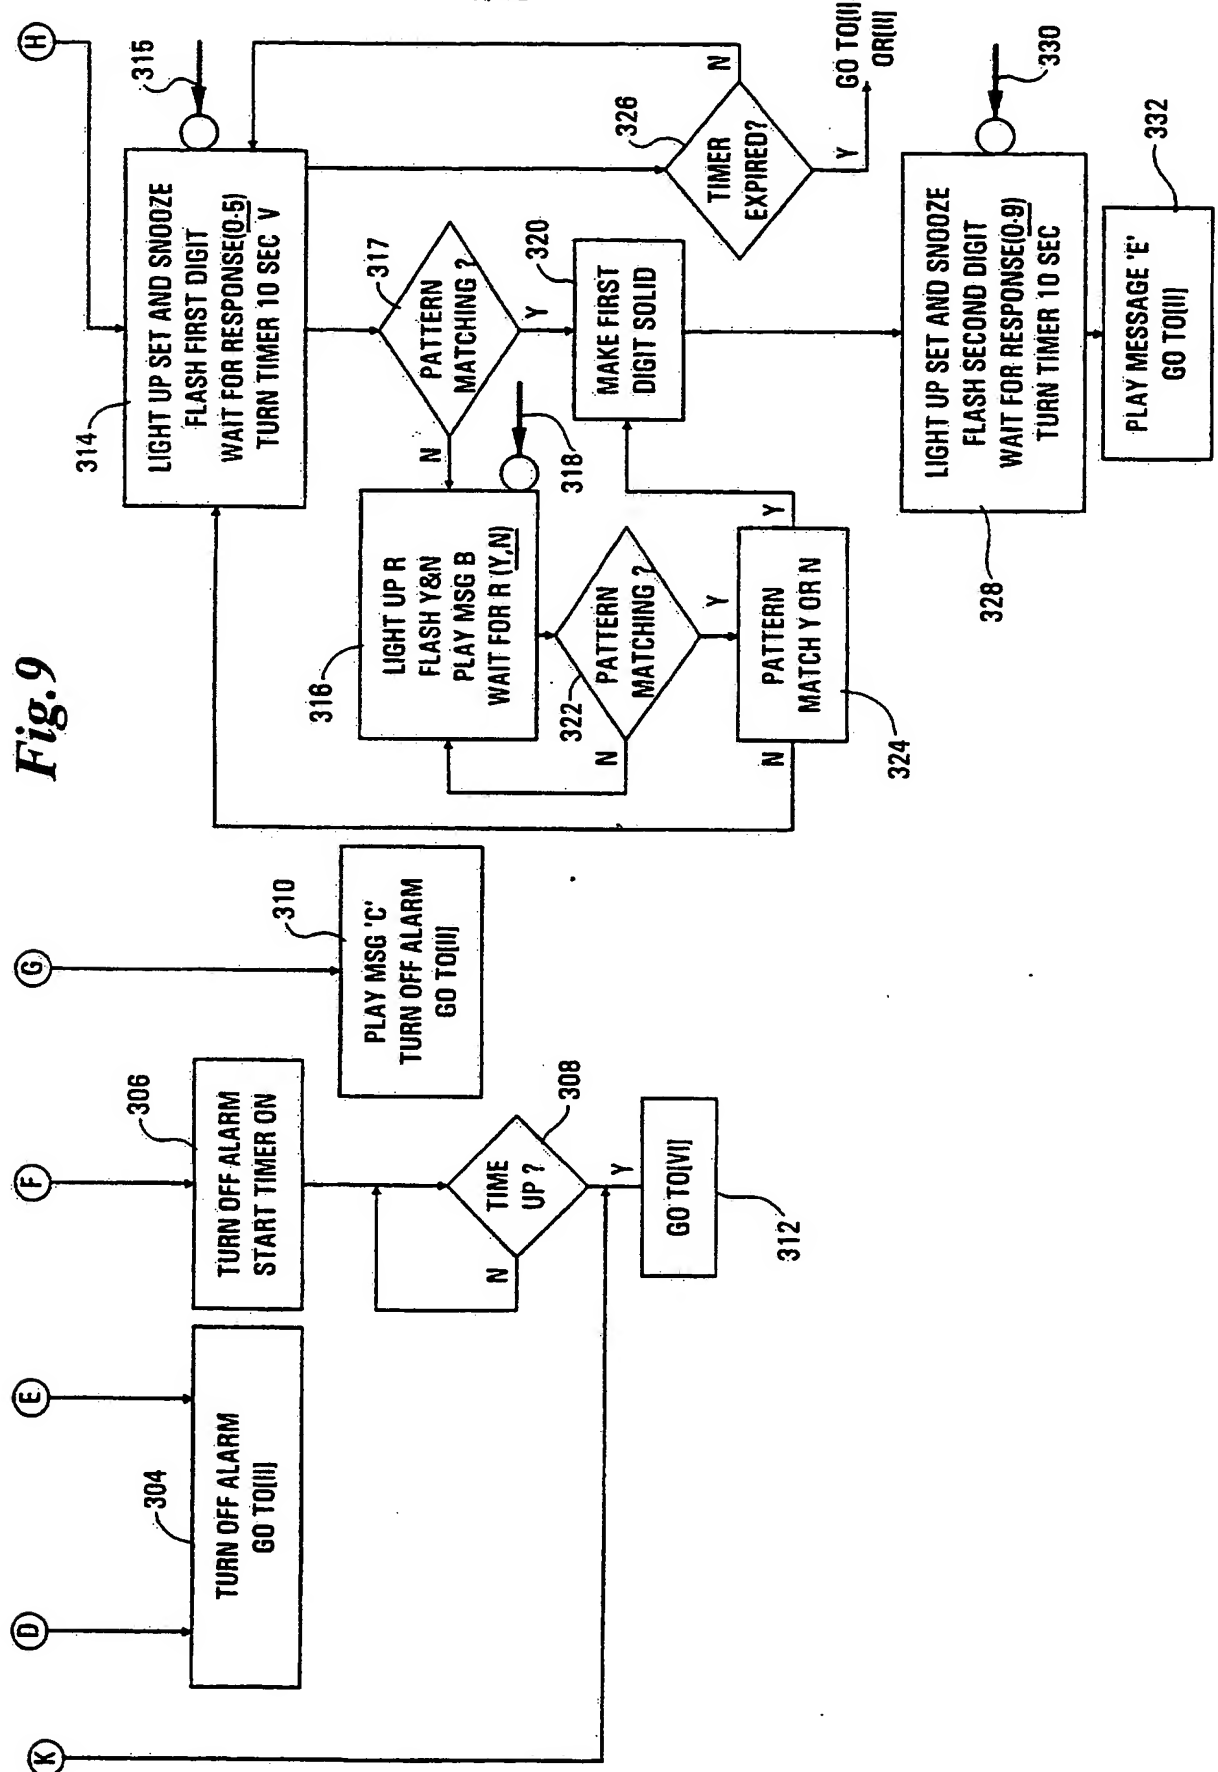 Fig.9
K
D
E
F
G
H
304
TURN OFF ALARM
GO TO[II]
306
TURN OFF ALARM
START TIMER ON
TIME
UP ?
308
N
Y
GO TO[VI]
312
310
PLAY MSG 'C'
TURN OFF ALARM
GO TO[II]
314
LIGHT UP SET AND SNOOZE
FLASH FIRST DIGIT
WAIT FOR RESPONSE(0-5)
TURN TIMER 10 SEC V
315
PATTERN
MATCHING ?
317
N
Y
316
LIGHT UP R
FLASH Y&N
PLAY MSG B
WAIT FOR R (Y,N)
318
MAKE FIRST
DIGIT SOLID
320
322
PATTERN
MATCHING ?
N
Y
PATTERN
MATCH Y OR N
324
N
Y
TIMER
EXPIRED?
326
N
Y
GO TO[I]
OR[II]
328
LIGHT UP SET AND SNOOZE
FLASH SECOND DIGIT
WAIT FOR RESPONSE(0-9)
TURN TIMER 10 SEC
330
PLAY MESSAGE 'E'
GO TO[II]
332